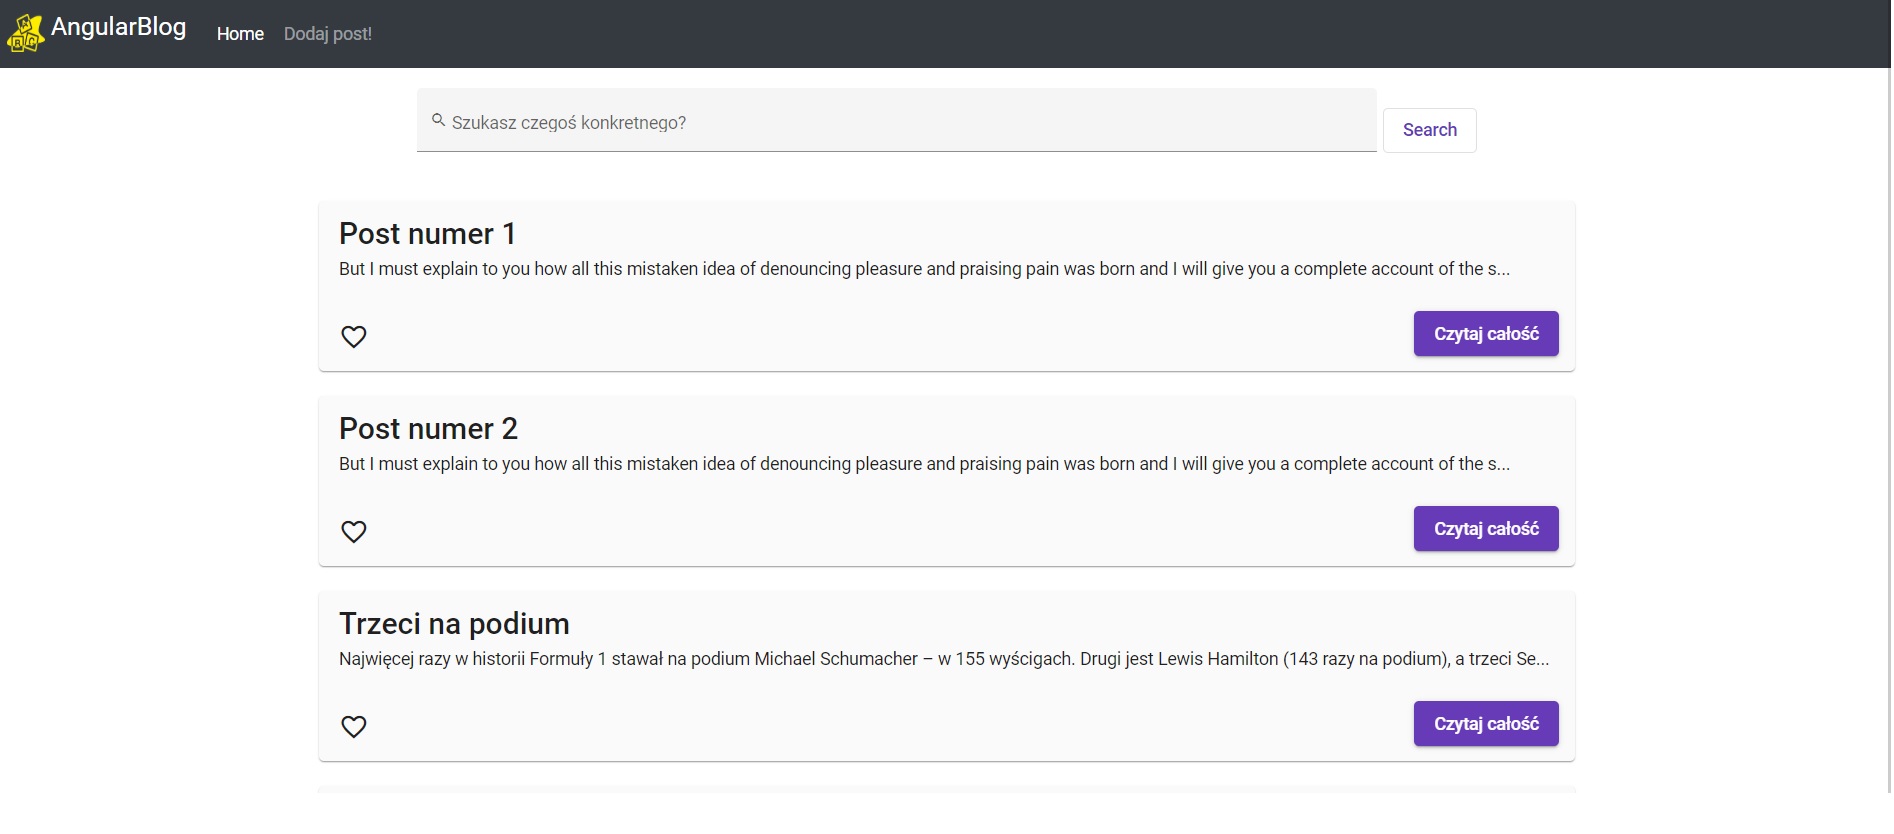 AngularBlog Home Dodaj post!
Szukasz czegoś konkretnego? Search
Post numer 1
But I must explain to you how all this mistaken idea of denouncing pleasure and praising pain was born and I will give you a complete account of the s...
Czytaj całość
Post numer 2
But I must explain to you how all this mistaken idea of denouncing pleasure and praising pain was born and I will give you a complete account of the s...
Czytaj całość
Trzeci na podium
Najwięcej razy w historii Formuły 1 stawał na podium Michael Schumacher – w 155 wyścigach. Drugi jest Lewis Hamilton (143 razy na podium), a trzeci Se...
Czytaj całość